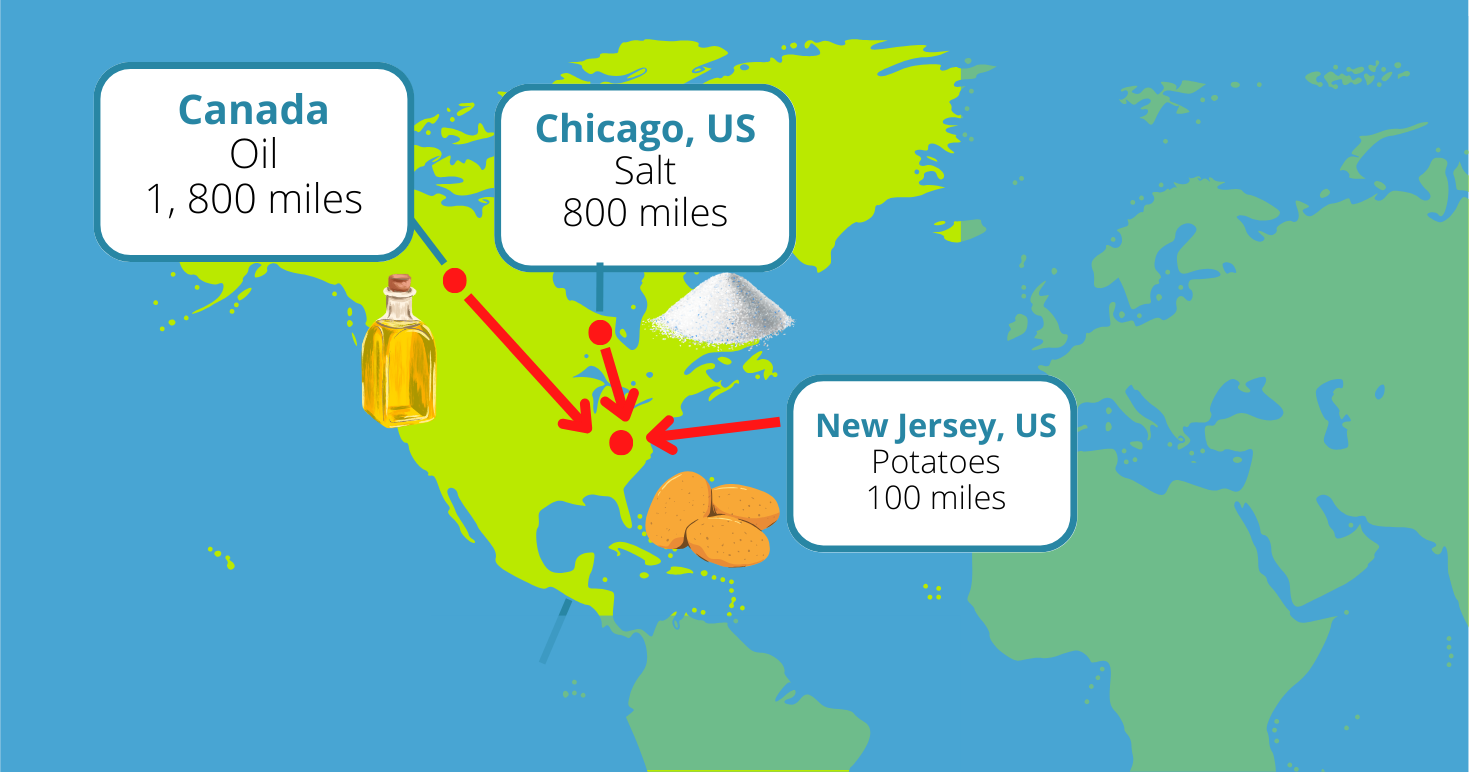 Canada
Oil
1, 800 miles
Chicago, US
Salt
800 miles
New Jersey, US
Potatoes
100 miles